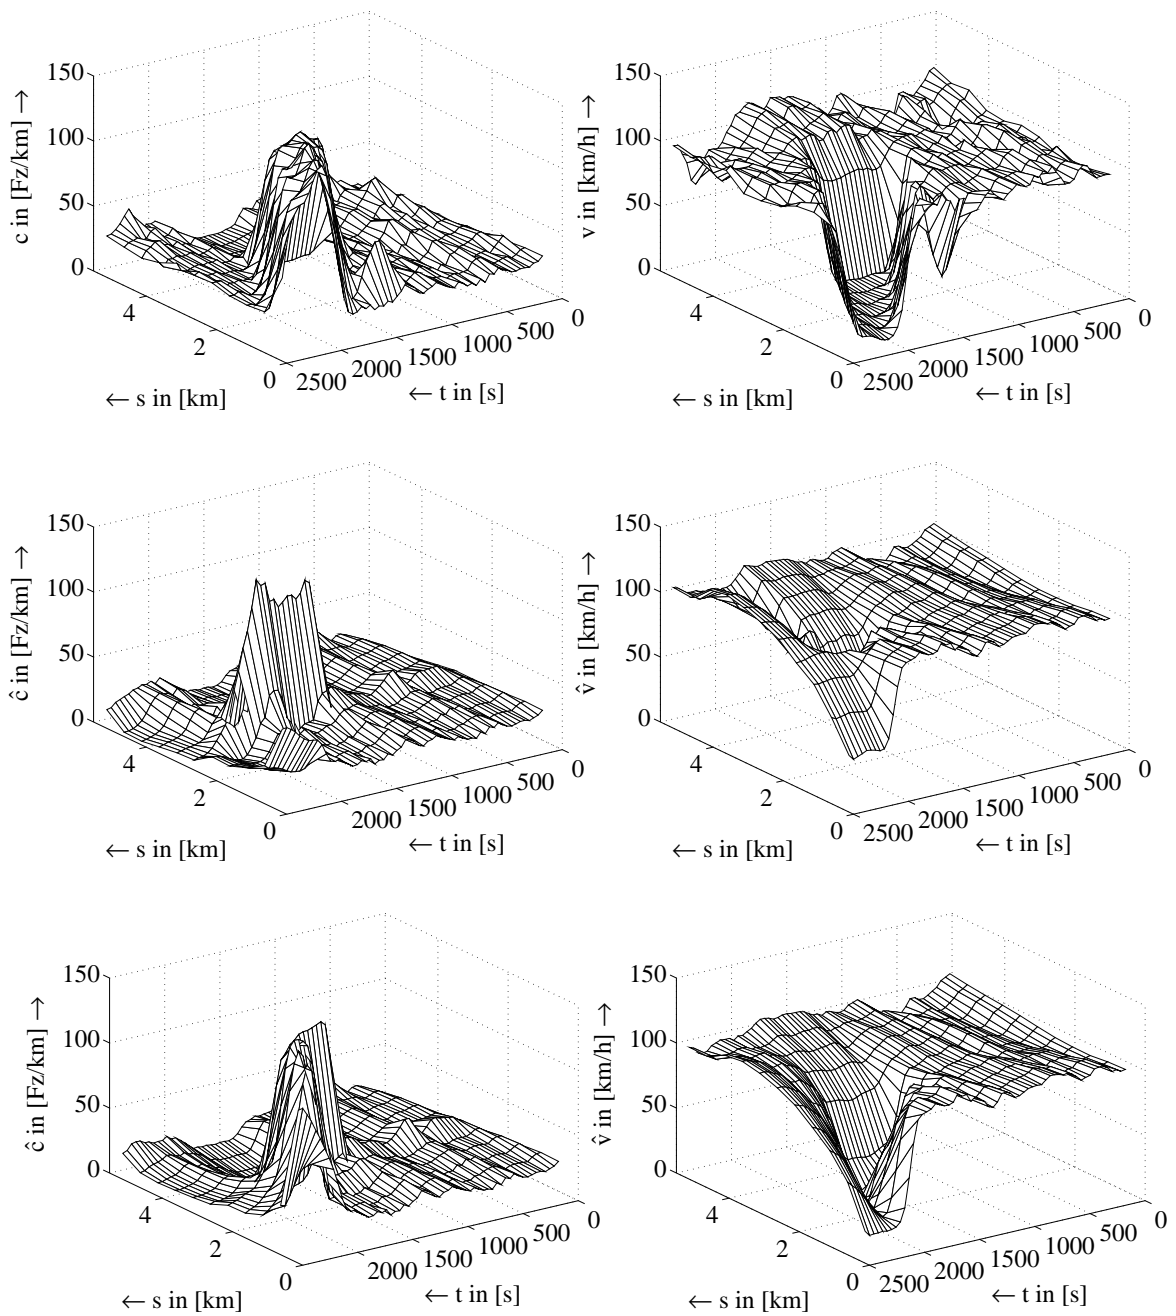 150
100
50
0
c in [Fz/km] →
4
2
0
← s in [km]
2500 2000 1500 1000 500 0
← t in [s]
150
100
50
0
v in [km/h] →
4
2
0
← s in [km]
2500 2000 1500 1000 500 0
← t in [s]
150
100
50
0
ĉ in [Fz/km] →
4
2
0
← s in [km]
2000 1500 1000 500 0
← t in [s]
150
100
50
0
v̂ in [km/h] →
4
2
0
← s in [km]
2500 2000 1500 1000 500 0
← t in [s]
150
100
50
0
ĉ in [Fz/km] →
4
2
0
← s in [km]
2000 1500 1000 500 0
← t in [s]
150
100
50
0
v̂ in [km/h] →
4
2
0
← s in [km]
2500 2000 1500 1000 500 0
← t in [s]